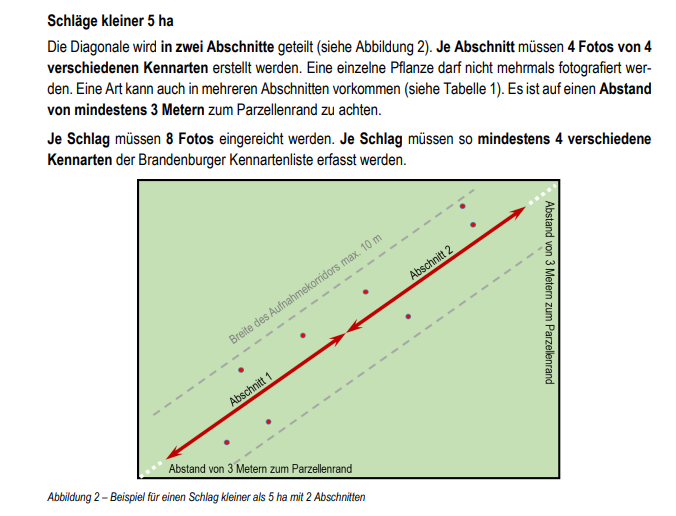 Schläge kleiner 5 ha
Die Diagonale wird in zwei Abschnitte geteilt (siehe Abbildung 2). Je Abschnitt müssen 4 Fotos von 4
verschiedenen Kennarten erstellt werden. Eine einzelne Pflanze darf nicht mehrmals fotografiert wer-
den. Eine Art kann auch in mehreren Abschnitten vorkommen (siehe Tabelle 1). Es ist auf einen Abstand
von mindestens 3 Metern zum Parzellenrand zu achten.
Je Schlag müssen 8 Fotos eingereicht werden. Je Schlag müssen so mindestens 4 verschiedene
Kennarten der Brandenburger Kennartenliste erfasst werden.
Breite des Aufnahmekorridors max. 10 m
Abschnitt 2
Abstand von 3 Metern zum Parzellenrand
Abschnitt 1
Abstand von 3 Metern zum Parzellenrand
Abbildung 2 – Beispiel für einen Schlag kleiner als 5 ha mit 2 Abschnitten